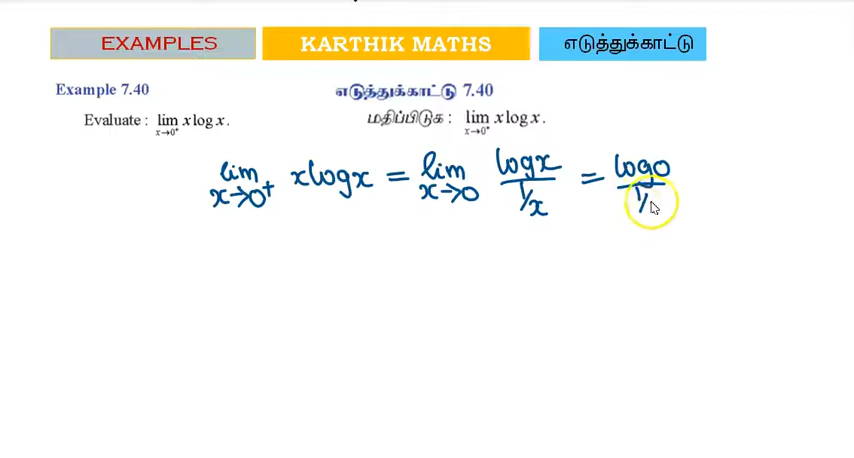 EXAMPLES KARTHIK MATHS எடுத்துக்காட்டு
Example 7.40 எடுத்துக்காட்டு 7.40
Evaluate : lim x→0⁺ x log x. மதிப்பிடுக : lim x→0⁺ x log x.
lim x→0⁺ x log x = lim x→0 log x / 1/x = log 0 / 1/